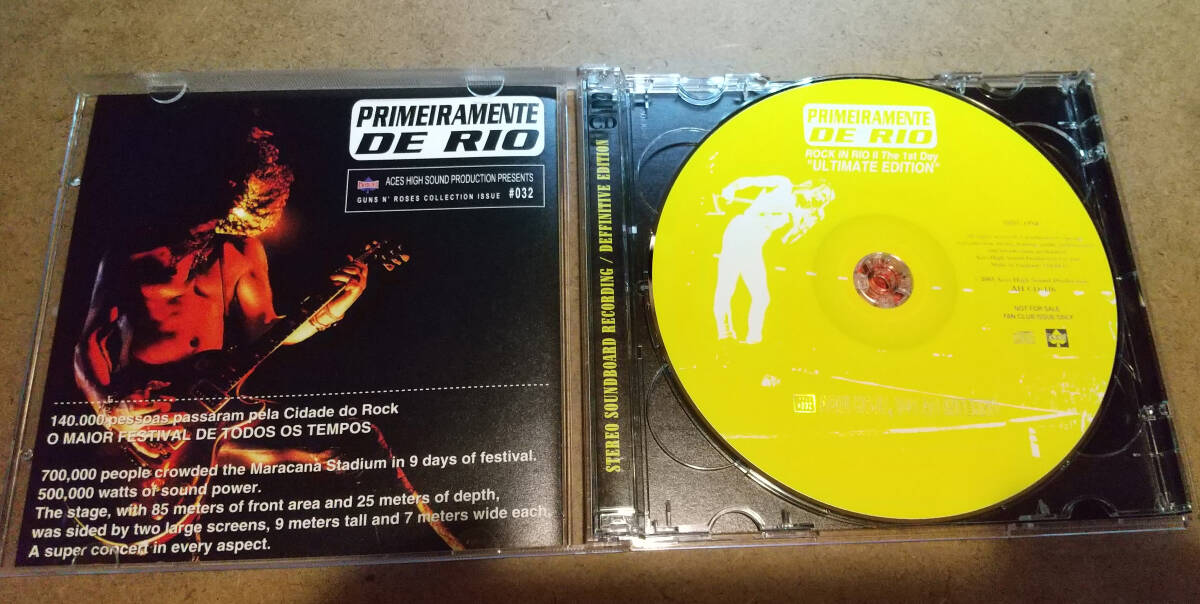 PRIMEIRAMENTE
DE RIO
ACES HIGH SOUND PRODUCTION PRESENTS
GUNS N' ROSES COLLECTION ISSUE #032
140.000 pessoas passaram pela Cidade do Rock
O MAIOR FESTIVAL DE TODOS OS TEMPOS
700,000 people crowded the Maracana Stadium in 9 days of festival.
500,000 watts of sound power.
The stage, with 85 meters of front area and 25 meters of depth,
was sided by two large screens, 9 meters tall and 7 meters wide each,
A super concert in every aspect.
STEREO SOUNDBOARD RECORDING / DEFFINITIVE EDITION
PRIMEIRAMENTE
DE RIO
ROCK IN RIO II The 1st Day
"ULTIMATE EDITION"
NOT FOR SALE
FAN CLUB ISSUE ONLY
#032